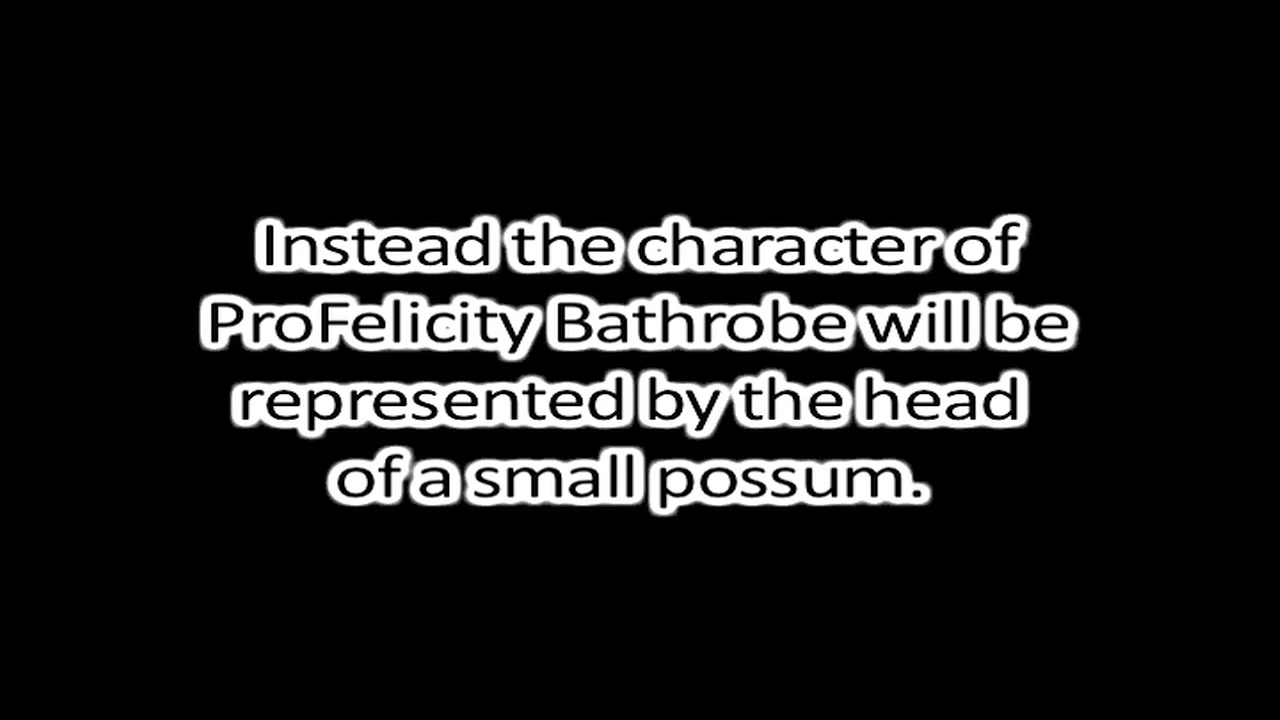 Instead the character of
ProFelicity Bathrobe will be
represented by the head
of a small possum.